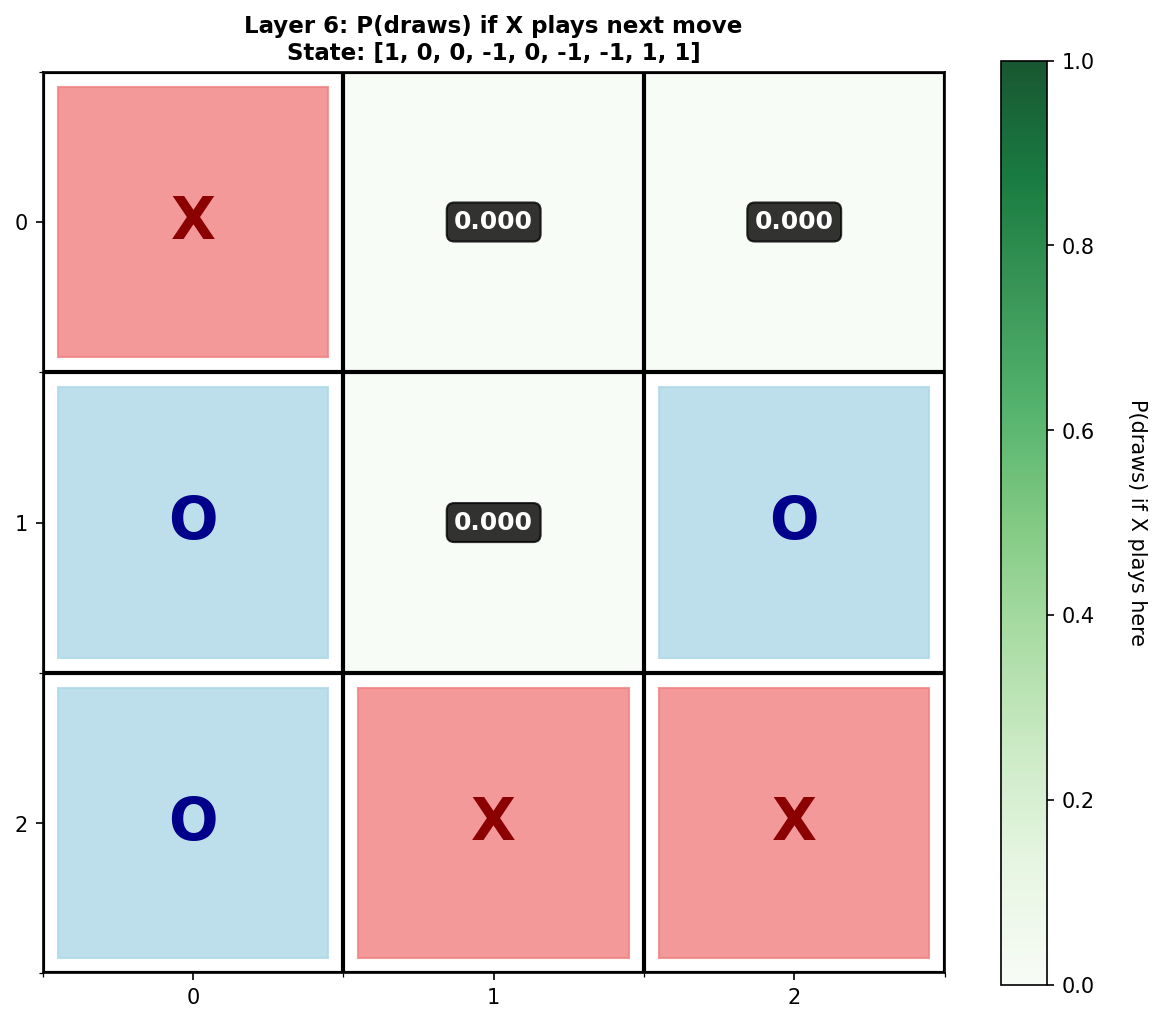 Layer 6: P(draws) if X plays next move
State: [1, 0, 0, -1, 0, -1, -1, 1, 1]
0
X
0.000
0.000
1
O
0.000
O
2
O
X
X
0
1
2
1.0
0.8
0.6
0.4
0.2
0.0
P(draws) if X plays here